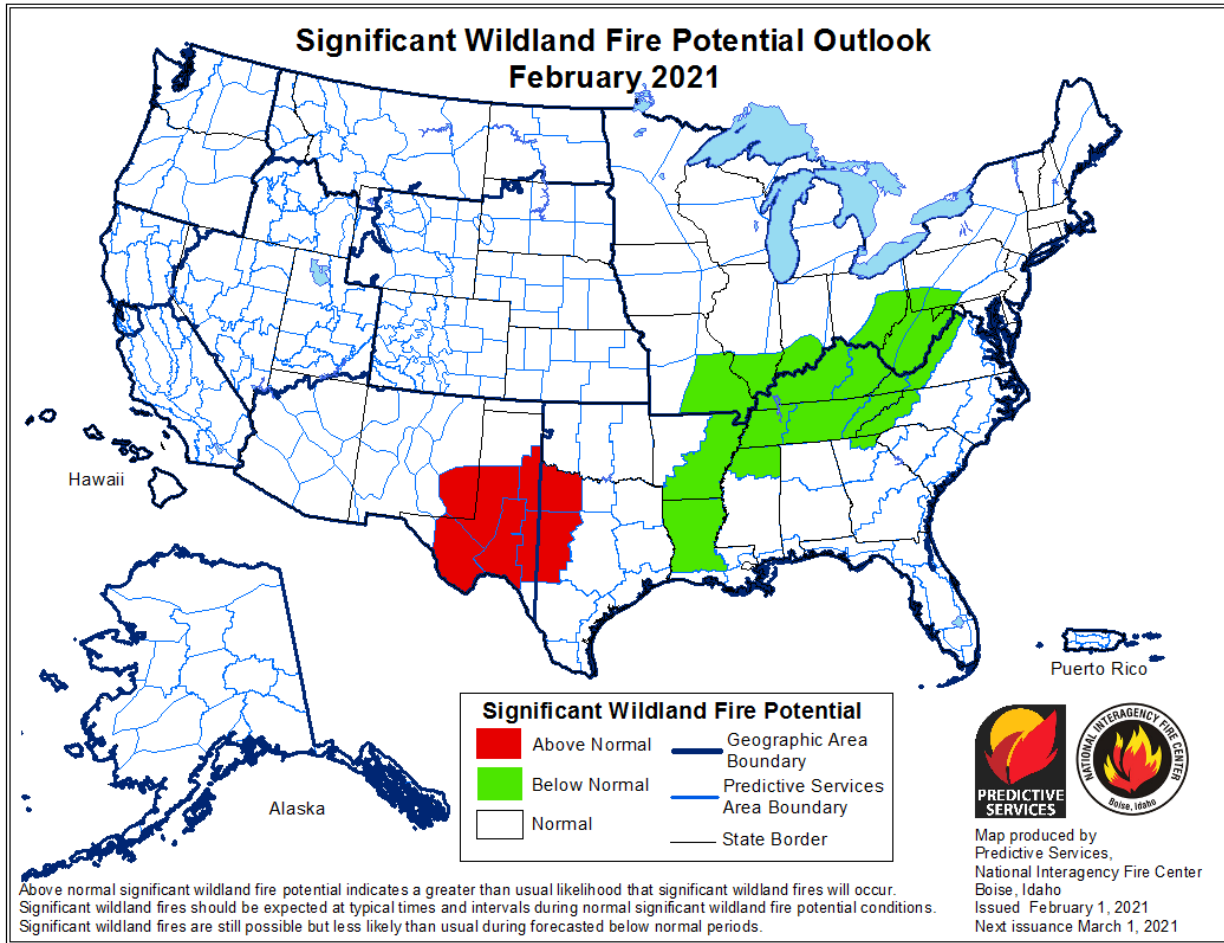 Significant Wildland Fire Potential Outlook
February 2021
Hawaii
Alaska
Puerto Rico
Significant Wildland Fire Potential
Above Normal
Below Normal
Normal
Geographic Area
Boundary
Predictive Services
Area Boundary
State Border
PREDICTIVE
SERVICES
NATIONAL INTERAGENCY FIRE CENTER
Boise, Idaho
Map produced by
Predictive Services,
National Interagency Fire Center
Boise, Idaho
Issued February 1, 2021
Next issuance March 1, 2021
Above normal significant wildland fire potential indicates a greater than usual likelihood that significant wildland fires will occur.
Significant wildland fires should be expected at typical times and intervals during normal significant wildland fire potential conditions.
Significant wildland fires are still possible but less likely than usual during forecasted below normal periods.